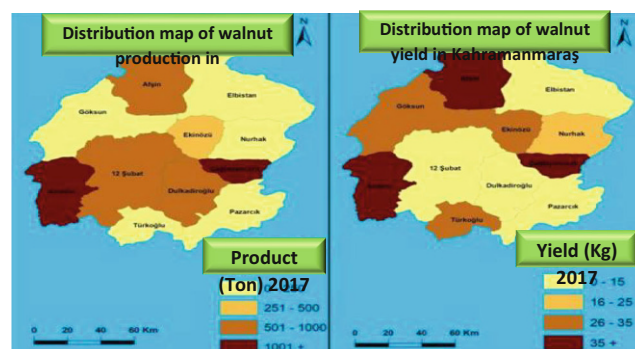 Distribution map of walnut
production in
N
Afşin
Elbistan
Göksun
Ekinözü
Nurhak
12 Şubat
Dulkadiroğlu
Pazarcık
Türkoğlu
Product
(Ton) 2017
251 - 500
501 - 1000
1001 +
0 20 40 60 Km
Distribution map of walnut
yield in Kahramanmaraş
N
Elbistan
Göksun
Ekinözü
Nurhak
12 Şubat
Dulkadiroğlu
Pazarcık
Türkoğlu
Yield (Kg)
2017
0 - 15
16 - 25
26 - 35
35 +
0 20 40 60 Km